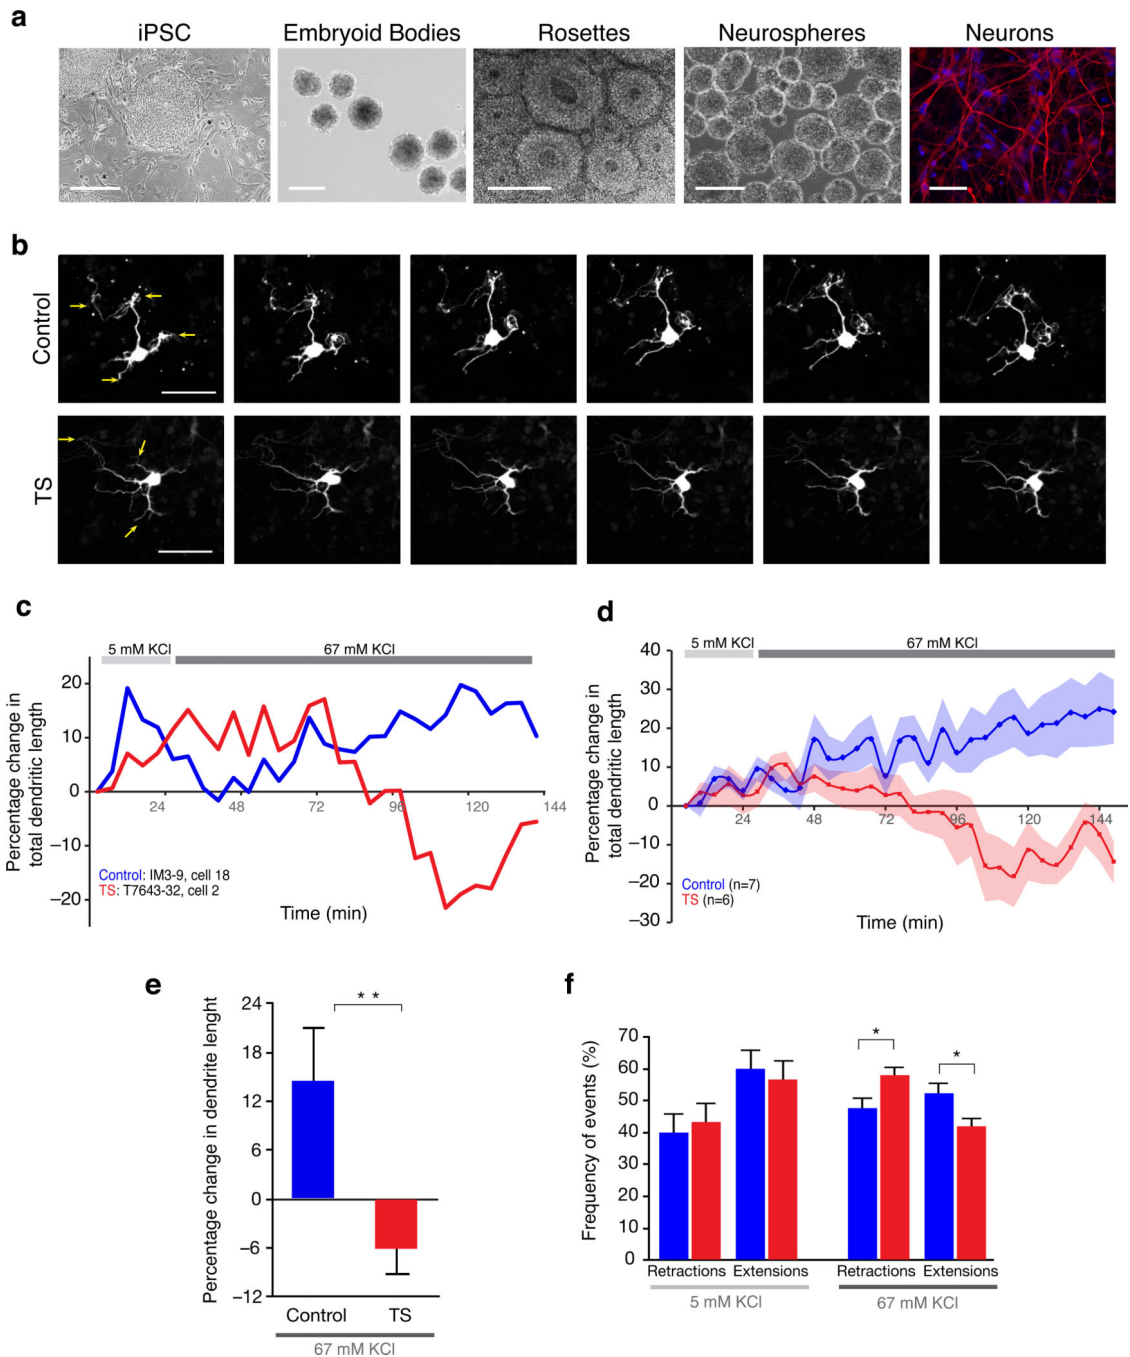 a
iPSC
Embryoid Bodies
Rosettes
Neurospheres
Neurons
b
Control
TS
c
5 mM KCl
67 mM KCl
Percentage change in
total dendritic length
20
10
0
−10
−20
24
48
72
96
120
144
Control: IM3-9, cell 18
TS: T7643-32, cell 2
Time (min)
d
5 mM KCl
67 mM KCl
Percentage change in
total dendritic length
40
30
20
10
0
−10
−20
−30
24
48
72
96
120
144
Control (n=7)
TS (n=6)
Time (min)
e
Percentage change in dendrite lenght
24
18
12
6
0
−6
−12
* *
Control
TS
67 mM KCl
f
Frequency of events (%)
70
60
50
40
30
20
10
0
*
*
Retractions
Extensions
Retractions
Extensions
5 mM KCl
67 mM KCl